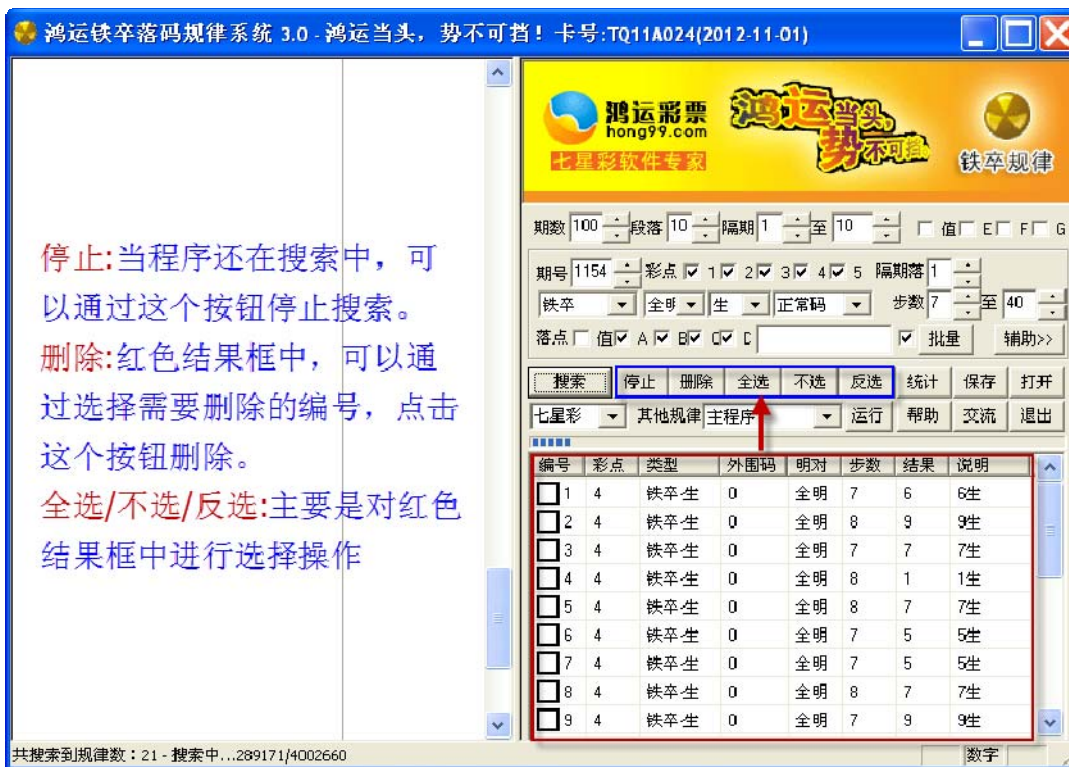 鸿运铁卒落码规律系统 3.0 - 鸿运当头，势不可挡！卡号:TQ11A024(2012-11-01)
停止:当程序还在搜索中，可
以通过这个按钮停止搜索。
删除:红色结果框中，可以通
过选择需要删除的编号，点击
这个按钮删除。
全选/不选/反选:主要是对红色
结果框中进行选择操作
鸿运彩票
hong99.com
七星彩软件专家
鸿运当头,
势不可挡
铁卒规律
期数 100 段落 10 隔期 1 至 10 值 E F G
期号 1154 彩点 1 2 3 4 5 隔期落 1
铁卒 生 正常码 步数 7 至 40
落点 值 A B 批量 辅助>>
搜索 停止 删除 全选 不选 反选 统计 保存 打开
七星彩 其他规律 主程序 运行 帮助 交流 退出
编号 彩点 类型 外围码 明对 步数 结果 说明
1 4 铁卒-生 0 全明 7 6 6生
2 4 铁卒-生 0 全明 8 9 9生
3 4 铁卒-生 0 全明 7 7 7生
4 4 铁卒-生 0 全明 8 1 1生
5 4 铁卒-生 0 全明 8 7 7生
6 4 铁卒-生 0 全明 7 5 5生
7 4 铁卒-生 0 全明 7 5 5生
8 4 铁卒-生 0 全明 8 7 7生
9 4 铁卒-生 0 全明 7 9 9生
共搜索到规律数：21 - 搜索中...289171/4002660
数字